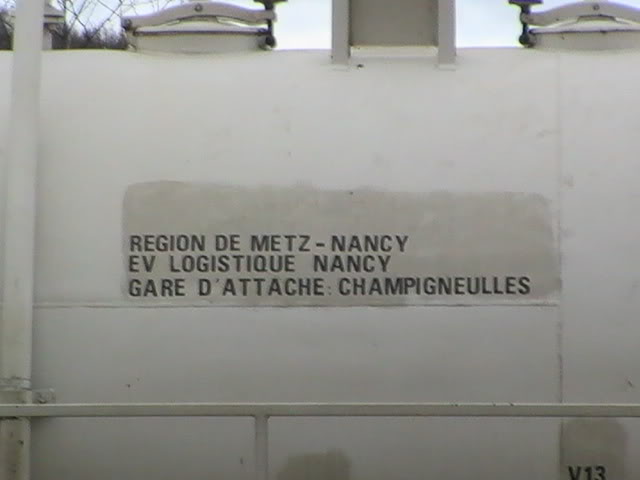 REGION DE METZ - NANCY
EV LOGISTIQUE NANCY
GARE D'ATTACHE: CHAMPIGNEULLES
V13